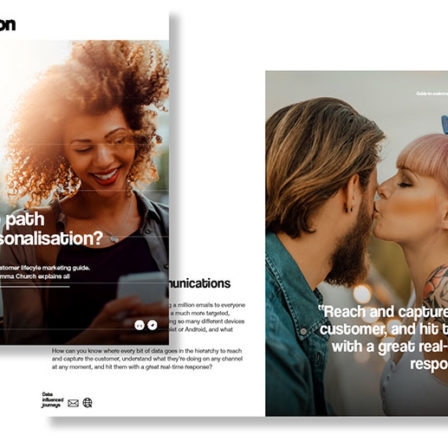 on
path
sonalisation?
stomer lifecyle marketing guide.
mma Church explains all
nunications
g a million emails to everyone
a much more targeted,
ng so many different devices
or Android, and what
How can you know where every bit of data goes in the hierarchy to reach
and capture the customer, understand what they're doing on any channel
at any moment, and hit them with a great real-time response?
Data
influenced
journeys
"Reach and capture
customer, and hit t
with a great real-
respo